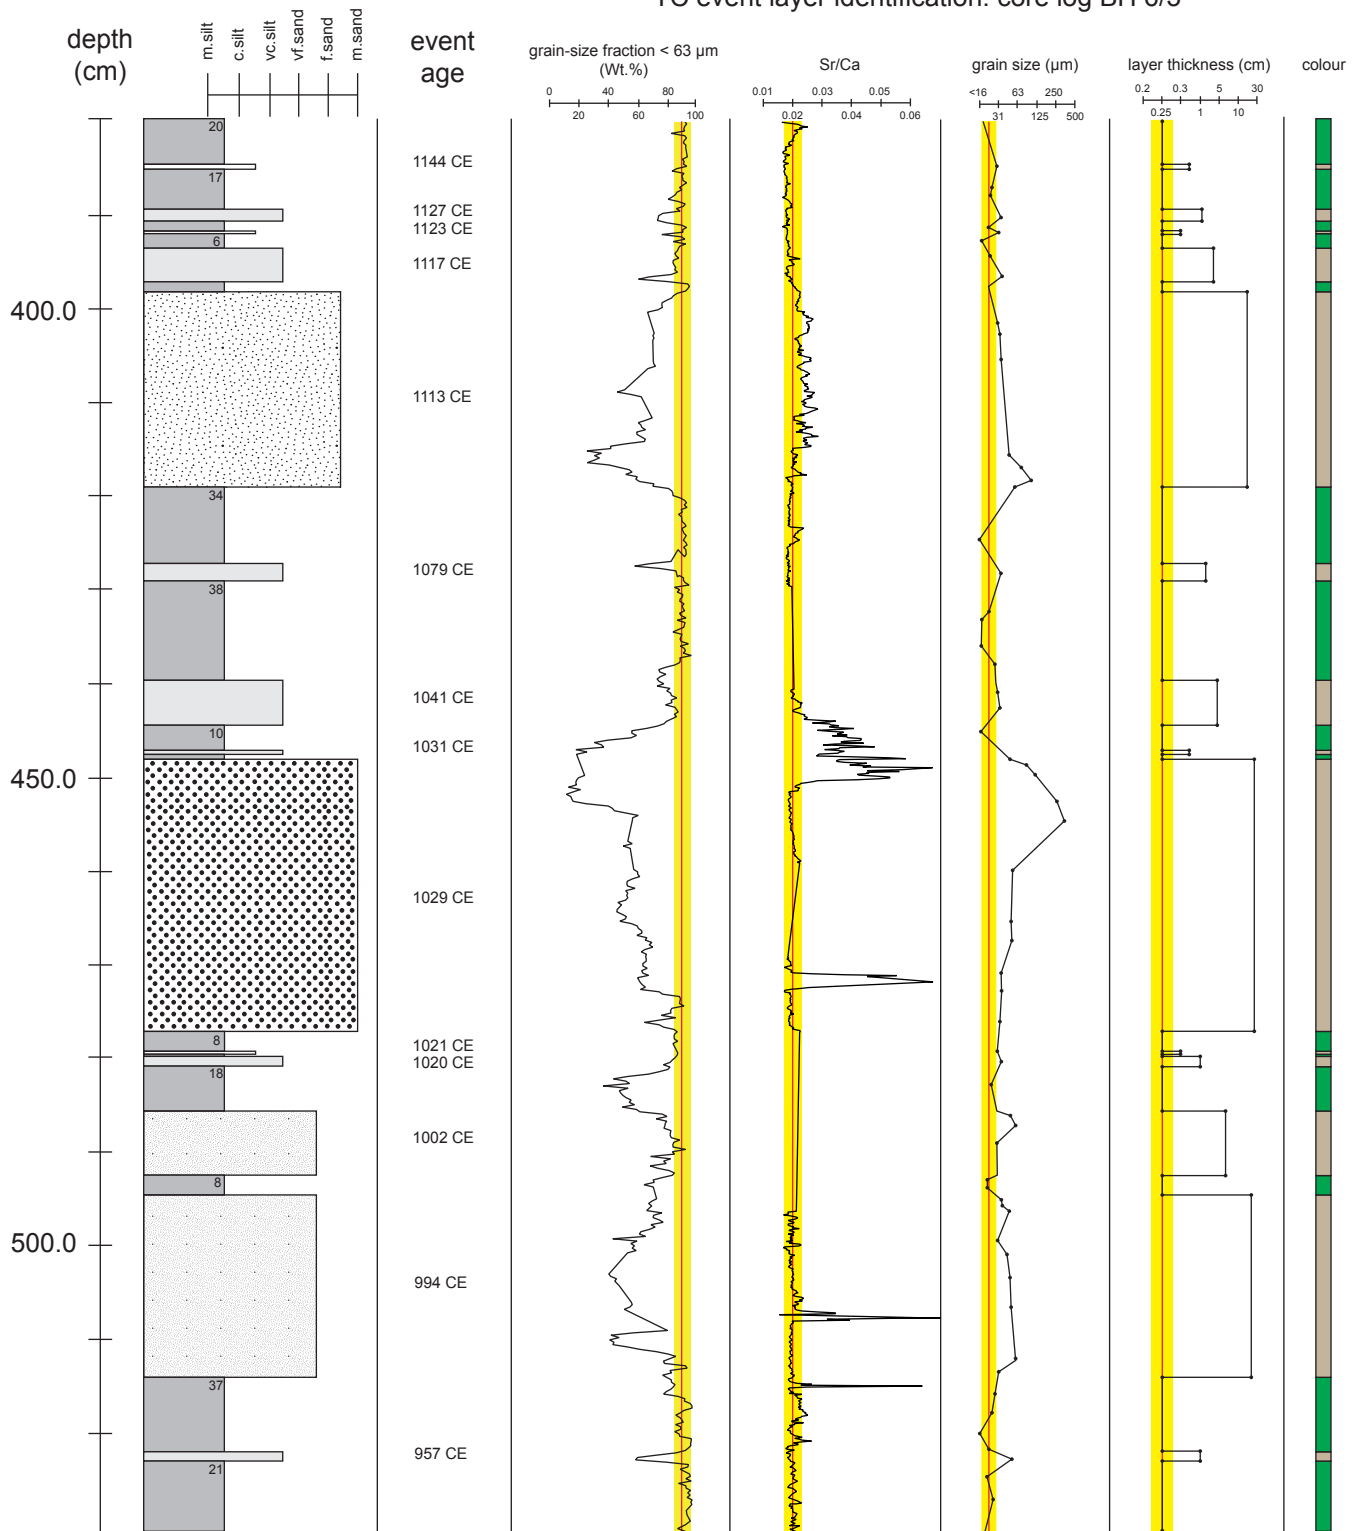 TC event layer identification: core log BH 6/5
depth
(cm)
m.silt
c.silt
vc.silt
vf.sand
f.sand
m.sand
event
age
grain-size fraction < 63 µm
(Wt.%)
0 40 80
20 60 100
Sr/Ca
0.01 0.03 0.05
0.02 0.04 0.06
grain size (µm)
<16 63 250
31 125 500
layer thickness (cm)
0.2 0.3 5 30
0.25 1 10
colour
20
1144 CE
17
1127 CE
1123 CE
6
1117 CE
400.0
1113 CE
34
1079 CE
38
1041 CE
10
1031 CE
450.0
1029 CE
8
1021 CE
1020 CE
18
1002 CE
8
500.0
994 CE
37
957 CE
21